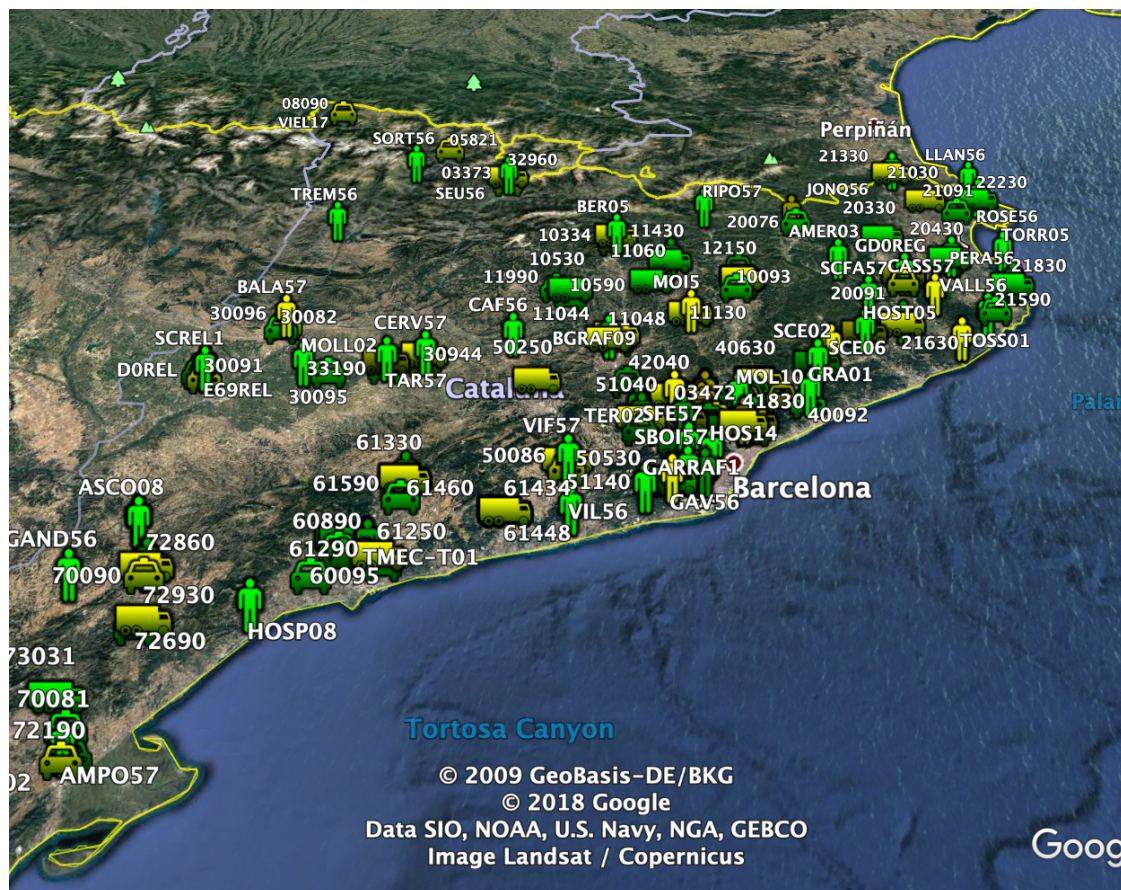 08090
VIEL17
Perpiñán
SORT56
05821
32960
21330
LLAN56
03373
21030
SEU56
21091
22230
TREM56
RIPO57
JONQ56
BER05
20076
20330
ROSE56
10334
11430
AMER03
20430
TORR05
11060
12150
GD0REG
10530
SCFA57
CASS57
PERA56
21830
11990
10590
MOI5
10093
BALA57
20091
VALL56
21590
CAF56
11044
11048
11130
HOST05
30096
30082
CERV57
BGRAF09
SCE02
SCREL1
MOLL02
50250
40630
SCE06
21630
TOSS01
D0REL
30091
33190
30944
42040
MOL10
GRA01
E69REL
TAR57
Cataluña
51040
03472
41830
30095
TER02
SFE57
40092
VIF57
SBOI57
HOS14
61330
50086
50530
GARRAF1
61590
61460
61434
51140
Barcelona
ASCO08
GAV56
60890
VIL56
GAND56
72860
61250
61448
61290
TMEC-T01
70090
60095
72930
HOSP08
72690
73031
70081
72190
Tortosa Canyon
02
AMPO57
Palar
© 2009 GeoBasis-DE/BKG
© 2018 Google
Data SIO, NOAA, U.S. Navy, NGA, GEBCO
Image Landsat / Copernicus
Goog